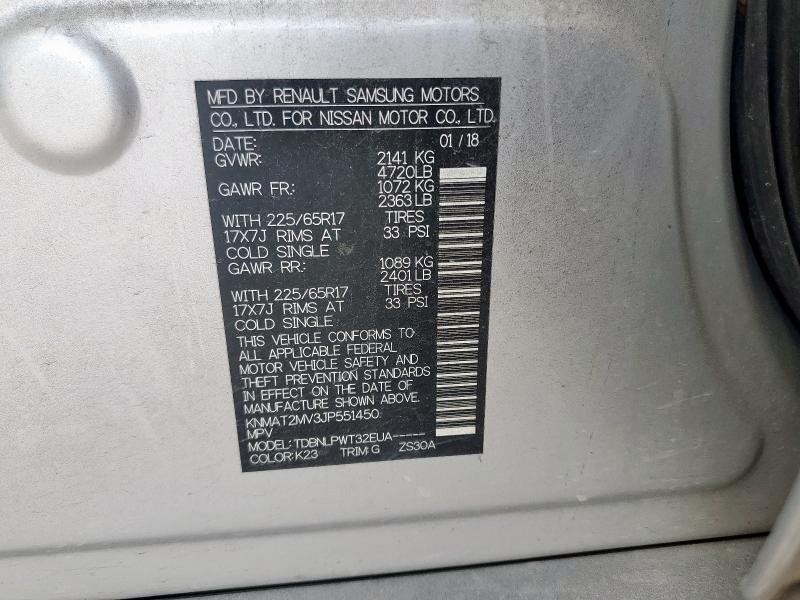 MFD BY RENAULT SAMSUNG MOTORS
CO., LTD. FOR NISSAN MOTOR CO., LTD.
DATE: 01 / 18
GVWR: 2141 KG
4720LB
GAWR FR: 1072 KG
2363LB
WITH 225/65R17 TIRES
17X7J RIMS AT 33 PSI
COLD SINGLE
GAWR RR: 1089 KG
2401LB
WITH 225/65R17 TIRES
17X7J RIMS AT 33 PSI
COLD SINGLE
THIS VEHICLE CONFORMS TO
ALL APPLICABLE FEDERAL
MOTOR VEHICLE SAFETY AND
THEFT PREVENTION STANDARDS
IN EFFECT ON THE DATE OF
MANUFACTURE SHOWN ABOVE.
KNMAT2MV3JP551450
MPV
MODEL: TDBNLPWT32EUA-----
COLOR: K23 TRIM: G ZS30A